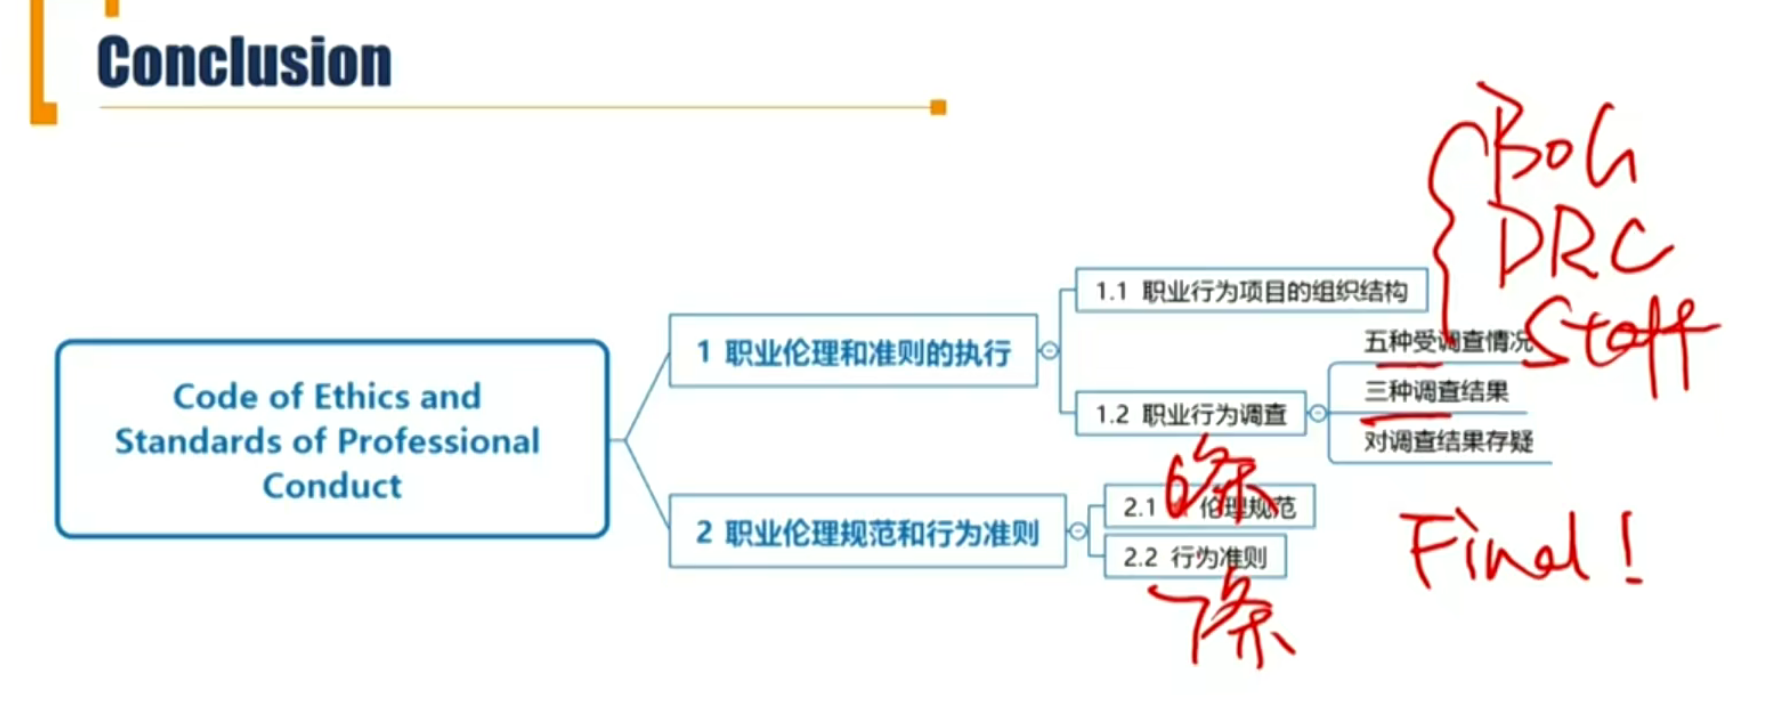 Conclusion
BoG
DRC
Staff
1.1 职业行为项目的组织结构
1 职业伦理和准则的执行
五种受调查情况
三种调查结果
1.2 职业行为调查
对调查结果存疑
Code of Ethics and
Standards of Professional
Conduct
6条
2.1 伦理规范
2 职业伦理规范和行为准则
2.2 行为准则
7条
Final!